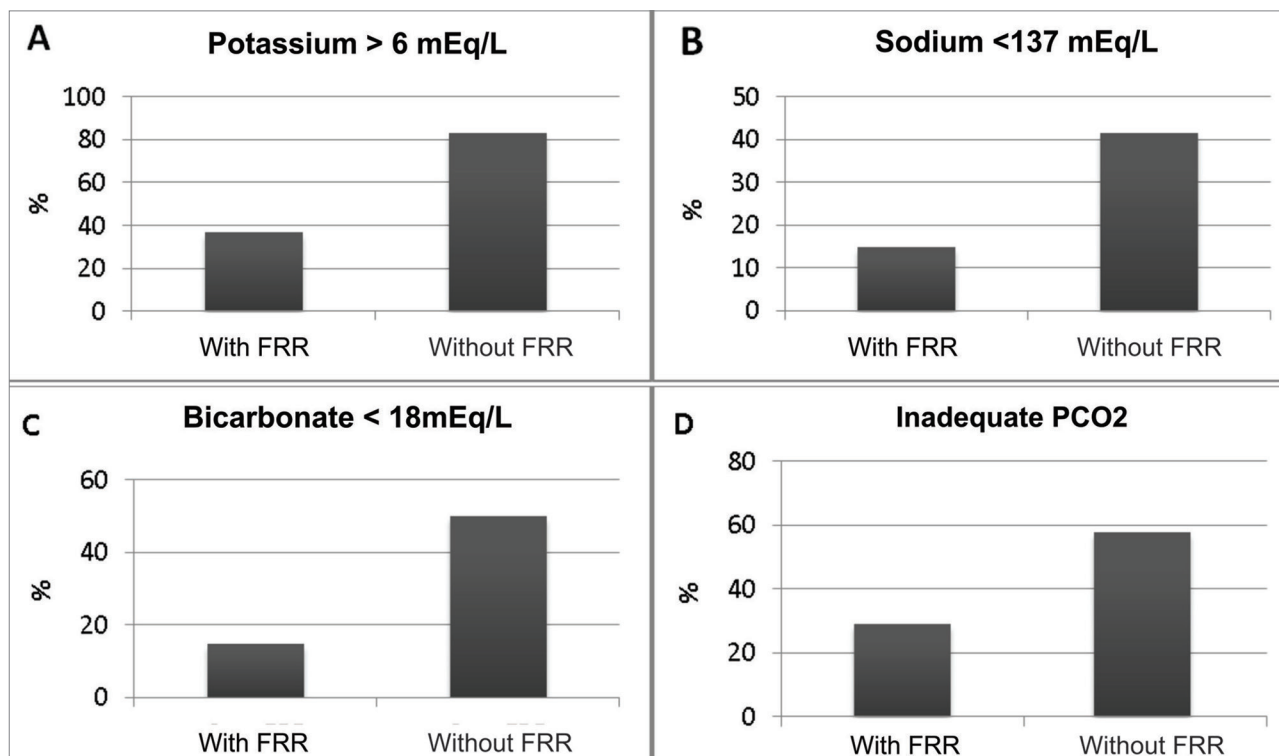 A
Potassium > 6 mEq/L
100
80
60
40
20
0
%
With FRR
Without FRR
B
Sodium <137 mEq/L
50
40
30
20
10
0
%
With FRR
Without FRR
C
Bicarbonate < 18mEq/L
60
40
20
0
%
With FRR
Without FRR
D
Inadequate PCO2
80
60
40
20
0
%
With FRR
Without FRR